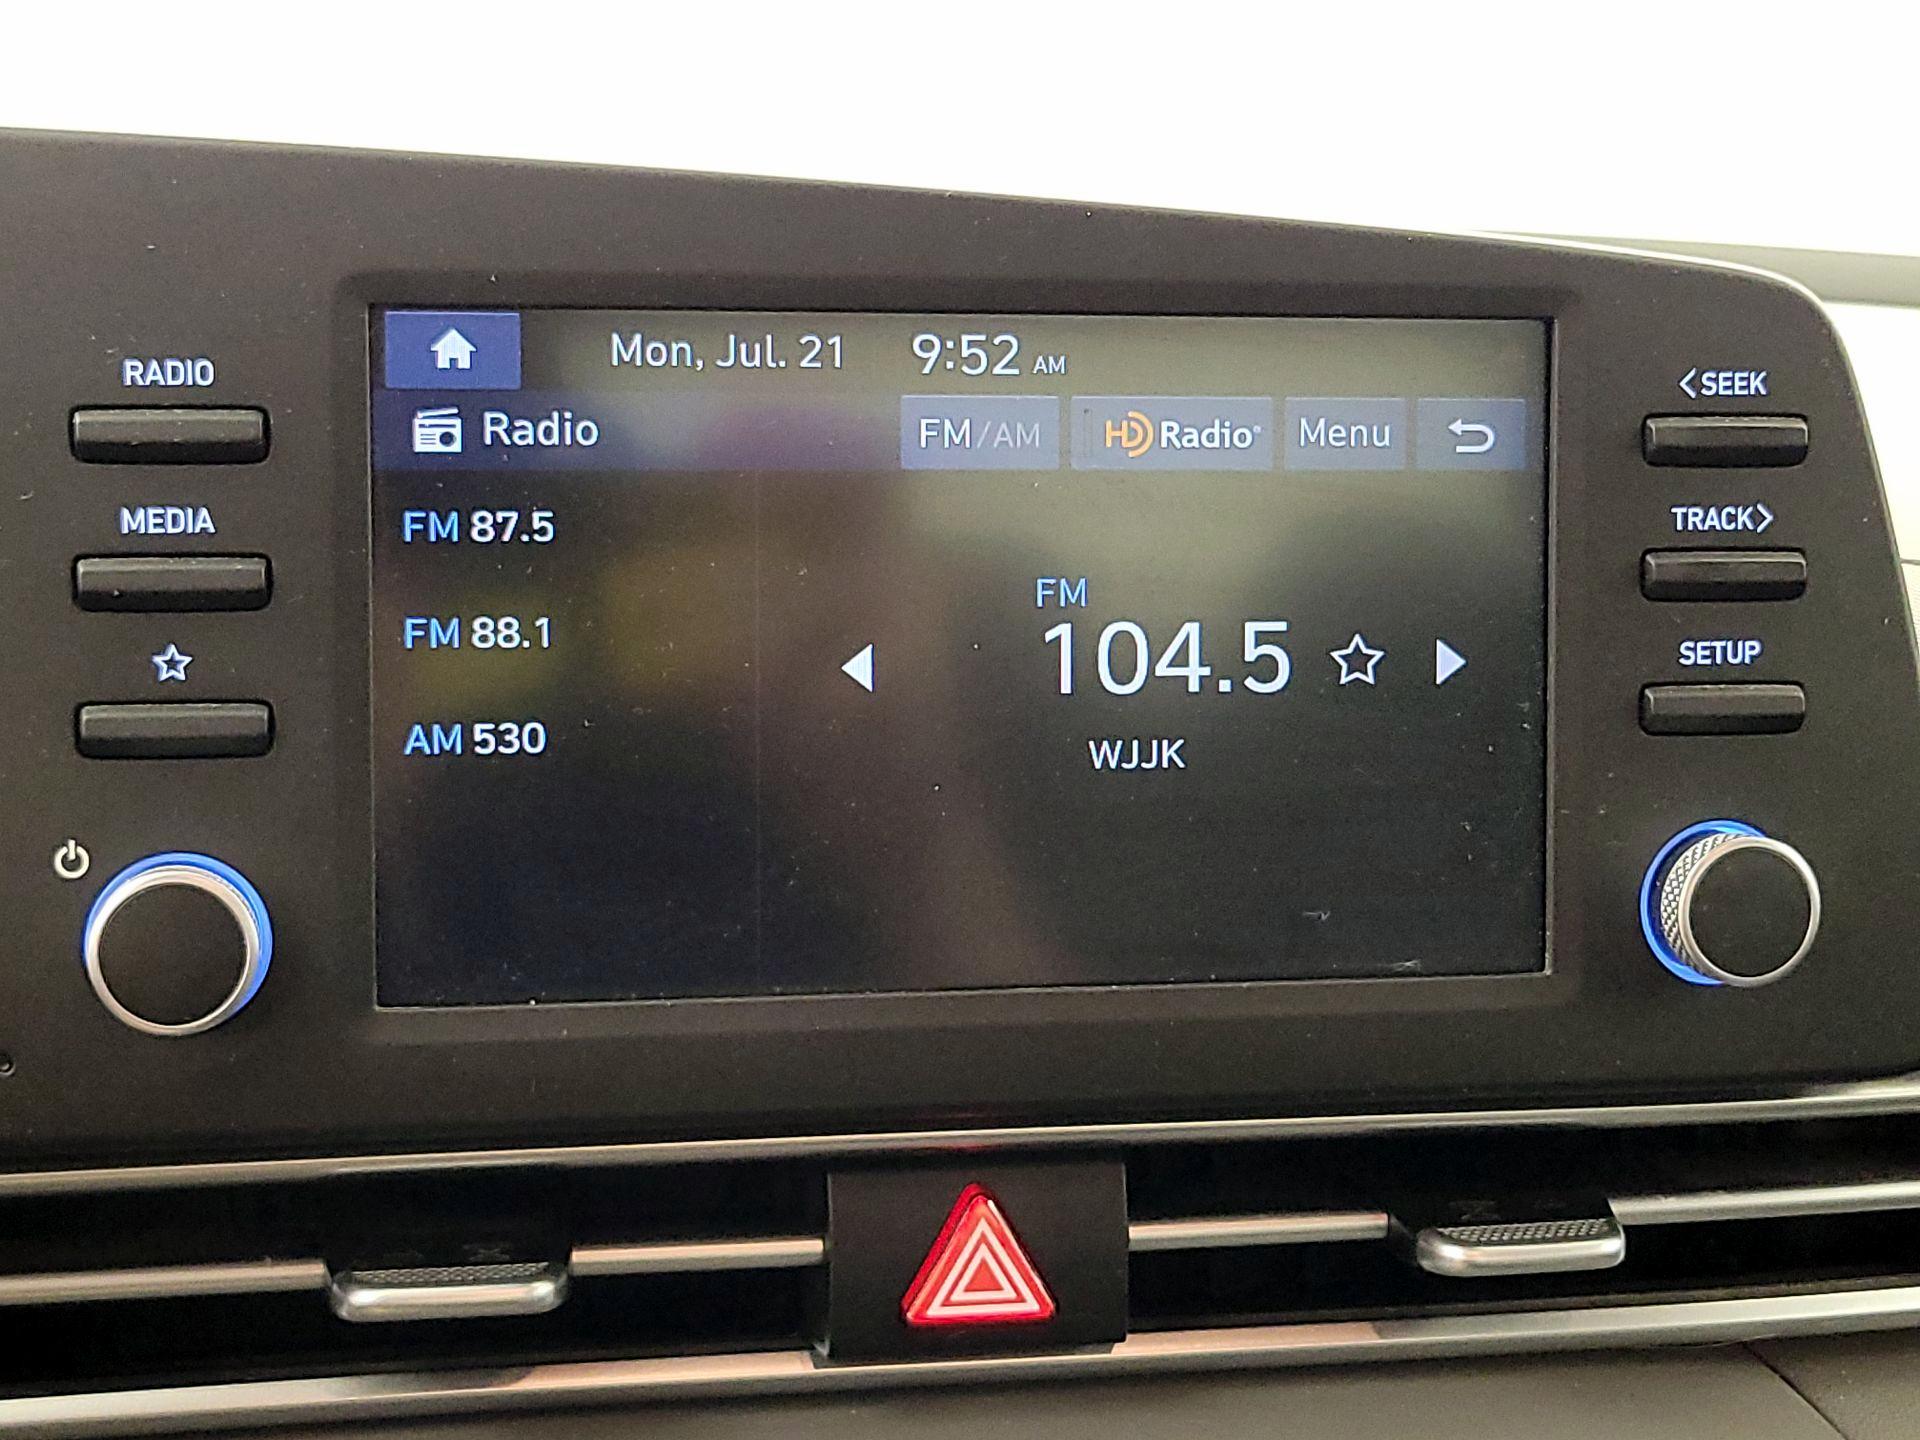 Mon, Jul. 21 9:52 AM
Radio FM/AM HD Radio® Menu
FM 87.5
FM 88.1
AM 530
FM
104.5
WJJK
RADIO
MEDIA
<SEEK
TRACK>
SETUP